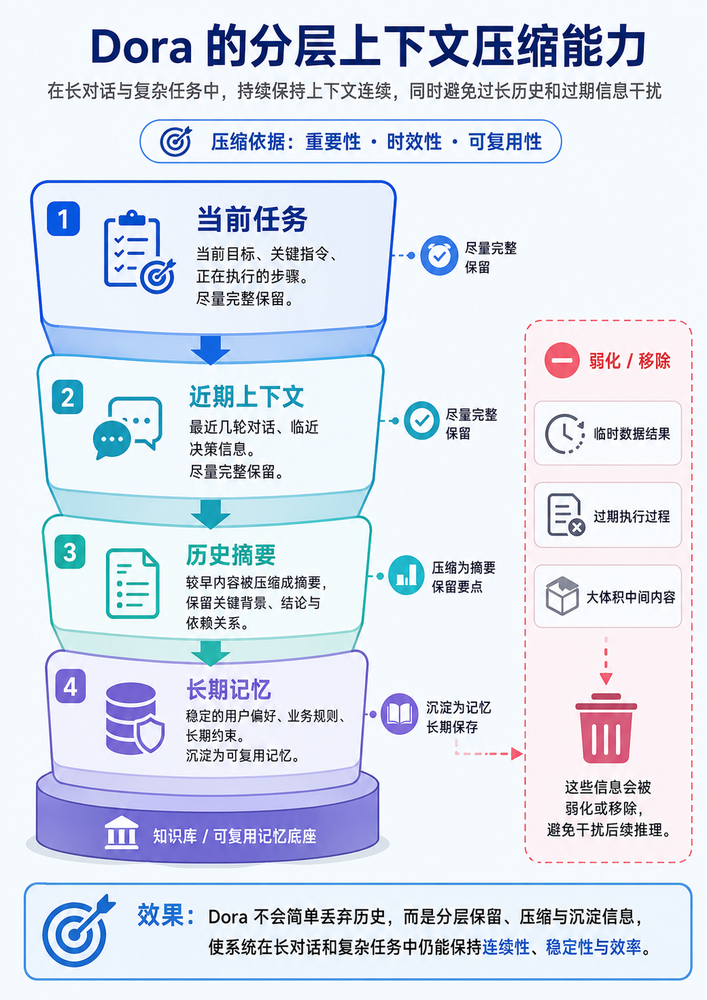 Dora 的分层上下文压缩能力
在长对话与复杂任务中，持续保持上下文连续，同时避免过长历史和过期信息干扰
压缩依据：重要性 · 时效性 · 可复用性
1
当前任务
当前目标、关键指令、
正在执行的步骤。
尽量完整保留。
尽量完整
保留
2
近期上下文
最近几轮对话、临近
决策信息。
尽量完整保留。
尽量完整
保留
3
历史摘要
较早内容被压缩成摘要，
保留关键背景、结论与
依赖关系。
压缩为摘要
保留要点
4
长期记忆
稳定的用户偏好、业务规则、
长期约束。
沉淀为可复用记忆。
沉淀为记忆
长期保存
知识库 / 可复用记忆底座
弱化 / 移除
临时数据结果
过期执行过程
大体积中间内容
这些信息会被
弱化或移除，
避免干扰后续推理。
效果：Dora 不会简单丢弃历史，而是分层保留、压缩与沉淀信息，
使系统在长对话和复杂任务中仍能保持连续性、稳定性与效率。